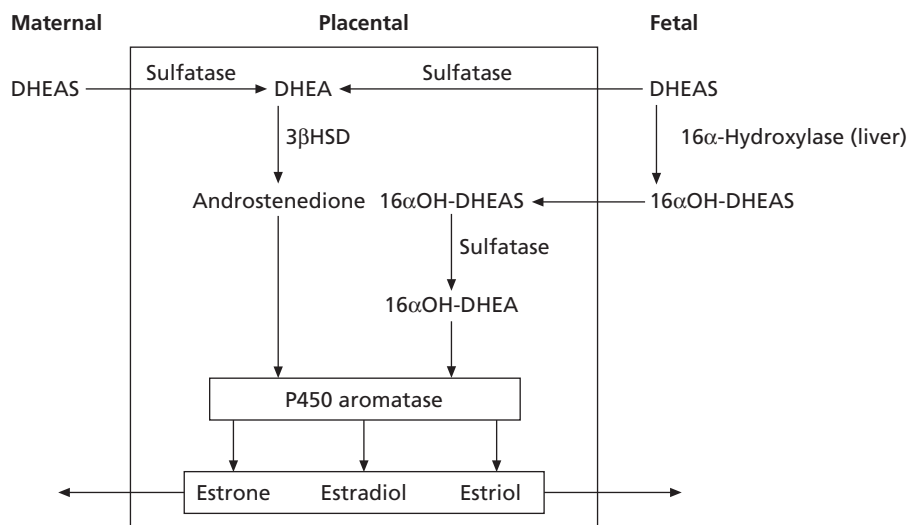 Maternal Placental Fetal
Sulfatase Sulfatase
DHEAS DHEA DHEAS
3βHSD 16α-Hydroxylase (liver)
Androstenedione 16αOH-DHEAS 16αOH-DHEAS
Sulfatase
16αOH-DHEA
P450 aromatase
Estrone Estradiol Estriol